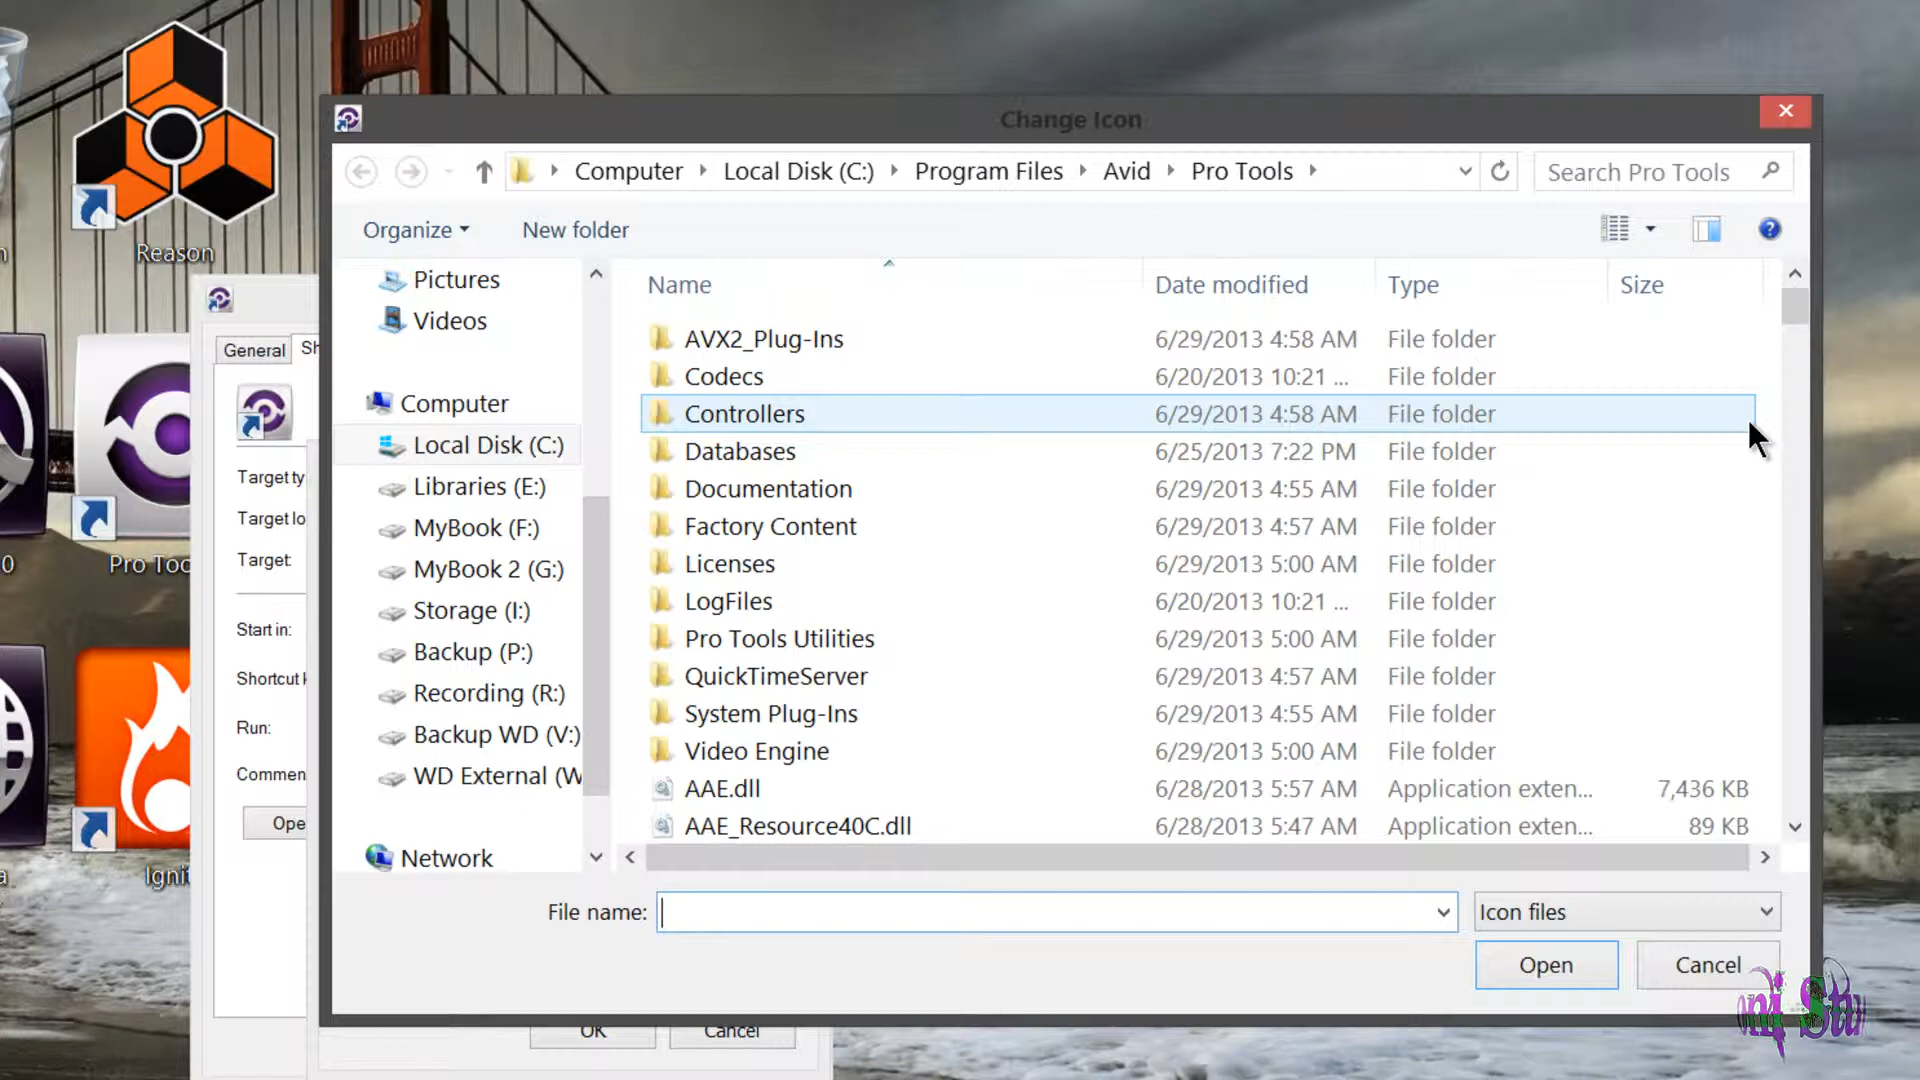 Change Icon
Computer Local Disk (C:) Program Files Avid Pro Tools
Search Pro Tools
Organize
New folder
Name Date modified Type Size
Pictures
Videos
Computer
Local Disk (C:)
Libraries (E:)
MyBook (F:)
MyBook 2 (G:)
Storage (I:)
Backup (P:)
Recording (R:)
Backup WD (V:)
WD External (W
Network
AVX2_Plug-Ins 6/29/2013 4:58 AM File folder
Codecs 6/20/2013 10:21 ... File folder
Controllers 6/29/2013 4:58 AM File folder
Databases 6/25/2013 7:22 PM File folder
Documentation 6/29/2013 4:55 AM File folder
Factory Content 6/29/2013 4:57 AM File folder
Licenses 6/29/2013 5:00 AM File folder
LogFiles 6/20/2013 10:21 ... File folder
Pro Tools Utilities 6/29/2013 5:00 AM File folder
QuickTimeServer 6/29/2013 4:57 AM File folder
System Plug-Ins 6/29/2013 4:55 AM File folder
Video Engine 6/29/2013 5:00 AM File folder
AAE.dll 6/28/2013 5:57 AM Application exten... 7,436 KB
AAE_Resource40C.dll 6/28/2013 5:47 AM Application exten... 89 KB
File name:
Icon files
Open
Cancel
Reason
General Sh
Target ty
Target lo
Target:
Start in:
Shortcut k
Run:
Commen
Ope
OK
Cancel
0
Pro Too
Ignit